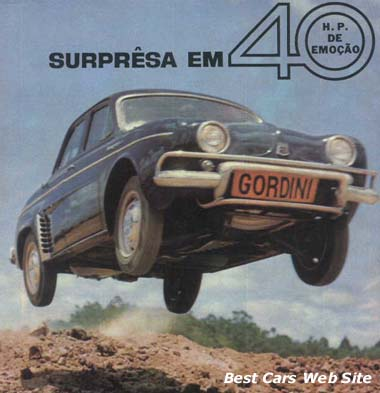 SURPRÊSA EM 40 H.P.
DE
EMOÇÃO
GORDINI
Best Cars Web Site